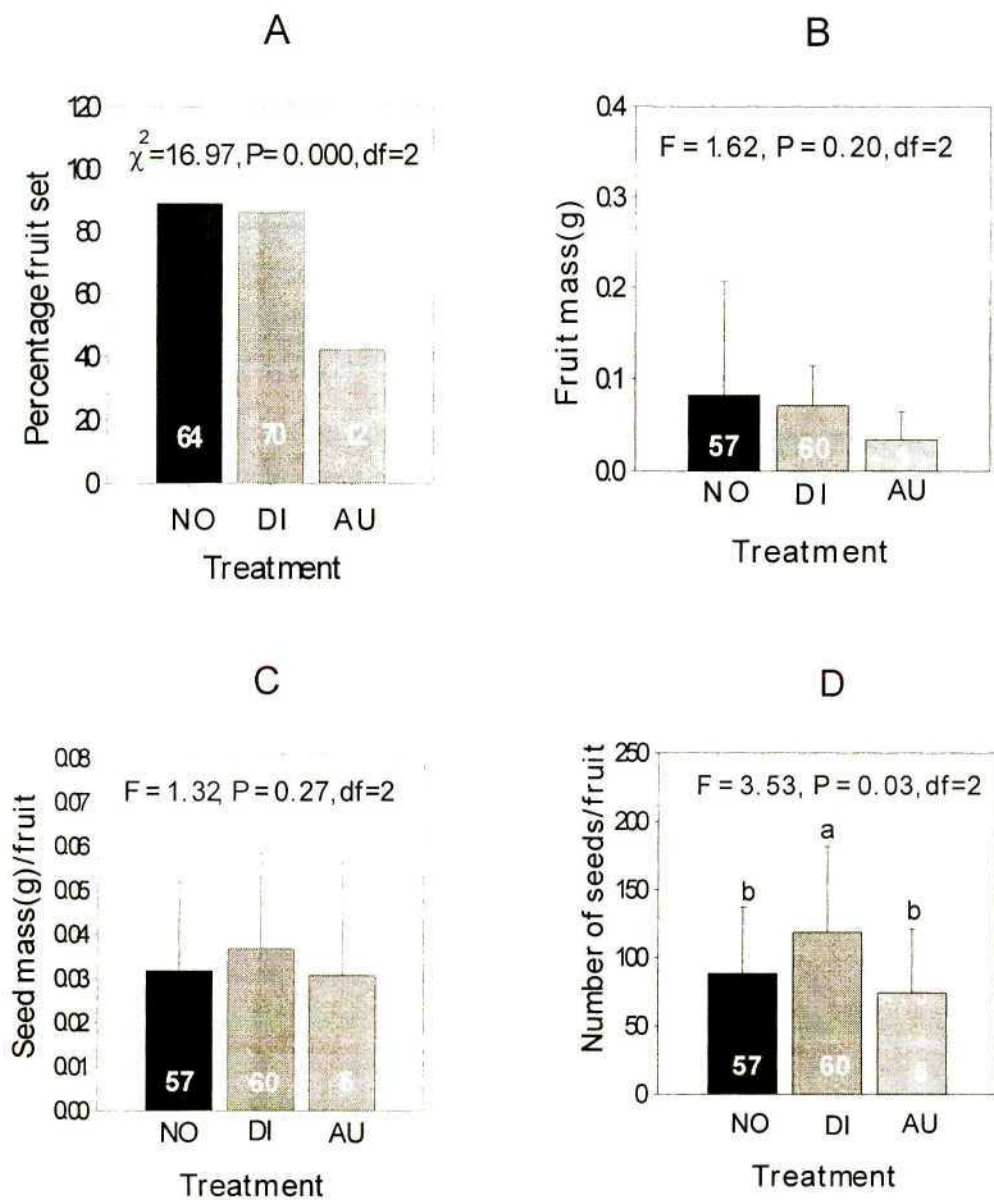 A
120
100
80
60
40
20
0
Percentage fruit set
χ²=16.97, P=0.000, df=2
64
70
12
NO DI AU
Treatment
B
0.4
0.3
0.2
0.1
0.0
Fruit mass(g)
F = 1.62, P = 0.20, df=2
57
60
NO DI AU
Treatment
C
0.08
0.07
0.06
0.05
0.04
0.03
0.02
0.01
0.00
Seed mass(g)/fruit
F = 1.32, P = 0.27, df=2
57
60
NO DI AU
Treatment
D
250
200
150
100
50
0
Number of seeds/fruit
F = 3.53, P = 0.03, df=2
b
a
b
57
60
NO DI AU
Treatment